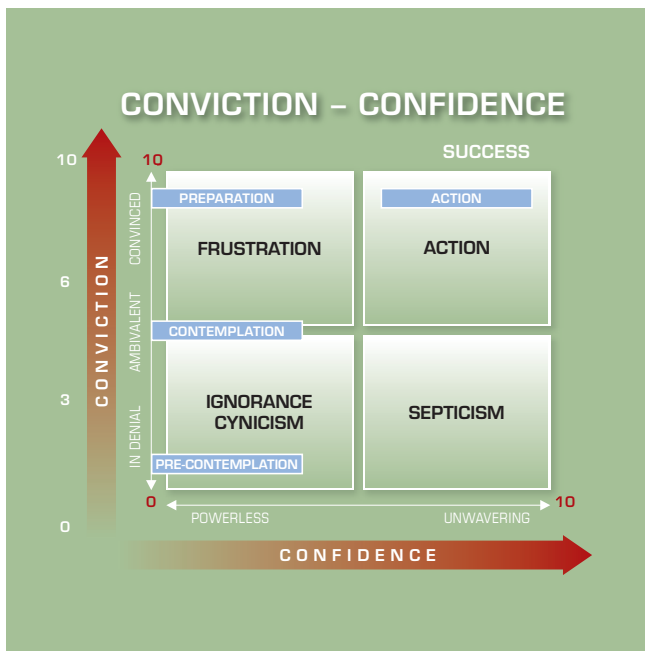 CONVICTION – CONFIDENCE
SUCCESS
10
10
PREPARATION
ACTION
FRUSTRATION
ACTION
CONVINCED
6
CONVICTION
AMBIVALENT
CONTEMPLATION
IGNORANCE
CYNICISM
SEPTICISM
3
IN DENIAL
PRE-CONTEMPLATION
0
10
POWERLESS
UNWAVERING
0
CONFIDENCE